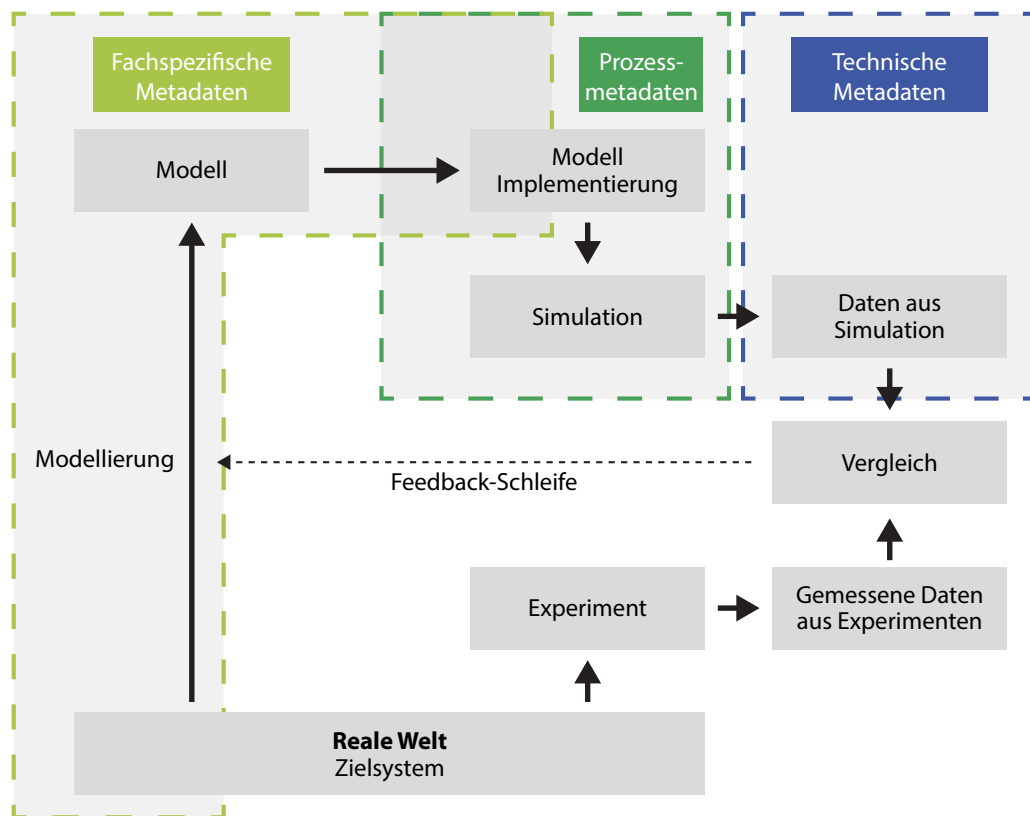 Fachspezifische
Metadaten
Prozess-
metadaten
Technische
Metadaten
Modell
Modell
Implementierung
Simulation
Daten aus
Simulation
Modellierung
Feedback-Schleife
Vergleich
Experiment
Gemessene Daten
aus Experimenten
Reale Welt
Zielsystem